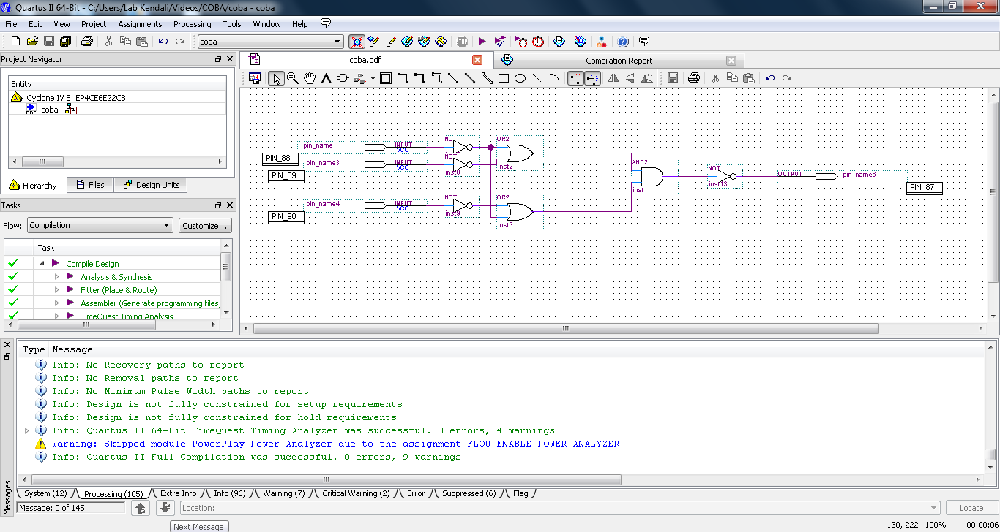 Quartus II 64-Bit - C:/Users/Lab Kendali/Videos/COBA/coba - coba
File Edit View Project Assignments Processing Tools Window Help
coba
STOP
Project Navigator
coba.bdf
Compilation Report
Entity
Cyclone IV E: EP4CE6E22C8
BDF coba
Hierarchy Files Design Units
Tasks
Flow: Compilation Customize...
Task
Compile Design
Analysis & Synthesis
Fitter (Place & Route)
Assembler (Generate programming files)
TimeQuest Timing Analysis
pin_name INPUT VCC NOT OR2
PIN_88
pin_name3 INPUT VCC NOT
inst8 inst2
PIN_89
AND2
inst
NOT
inst13
OUTPUT pin_name6
PIN_87
pin_name4 INPUT VCC NOT OR2
PIN_90
inst9
inst3
Type Message
Info: No Recovery paths to report
Info: No Removal paths to report
Info: No Minimum Pulse Width paths to report
Info: Design is not fully constrained for setup requirements
Info: Design is not fully constrained for hold requirements
Info: Quartus II 64-Bit TimeQuest Timing Analyzer was successful. 0 errors, 4 warnings
Warning: Skipped module PowerPlay Power Analyzer due to the assignment FLOW_ENABLE_POWER_ANALYZER
Info: Quartus II Full Compilation was successful. 0 errors, 9 warnings
Messages
System (12) Processing (105) Extra Info Info (96) Warning (7) Critical Warning (2) Error Suppressed (6) Flag
Message: 0 of 145 Location: Locate
Next Message
-130, 222 100% 00:00:06